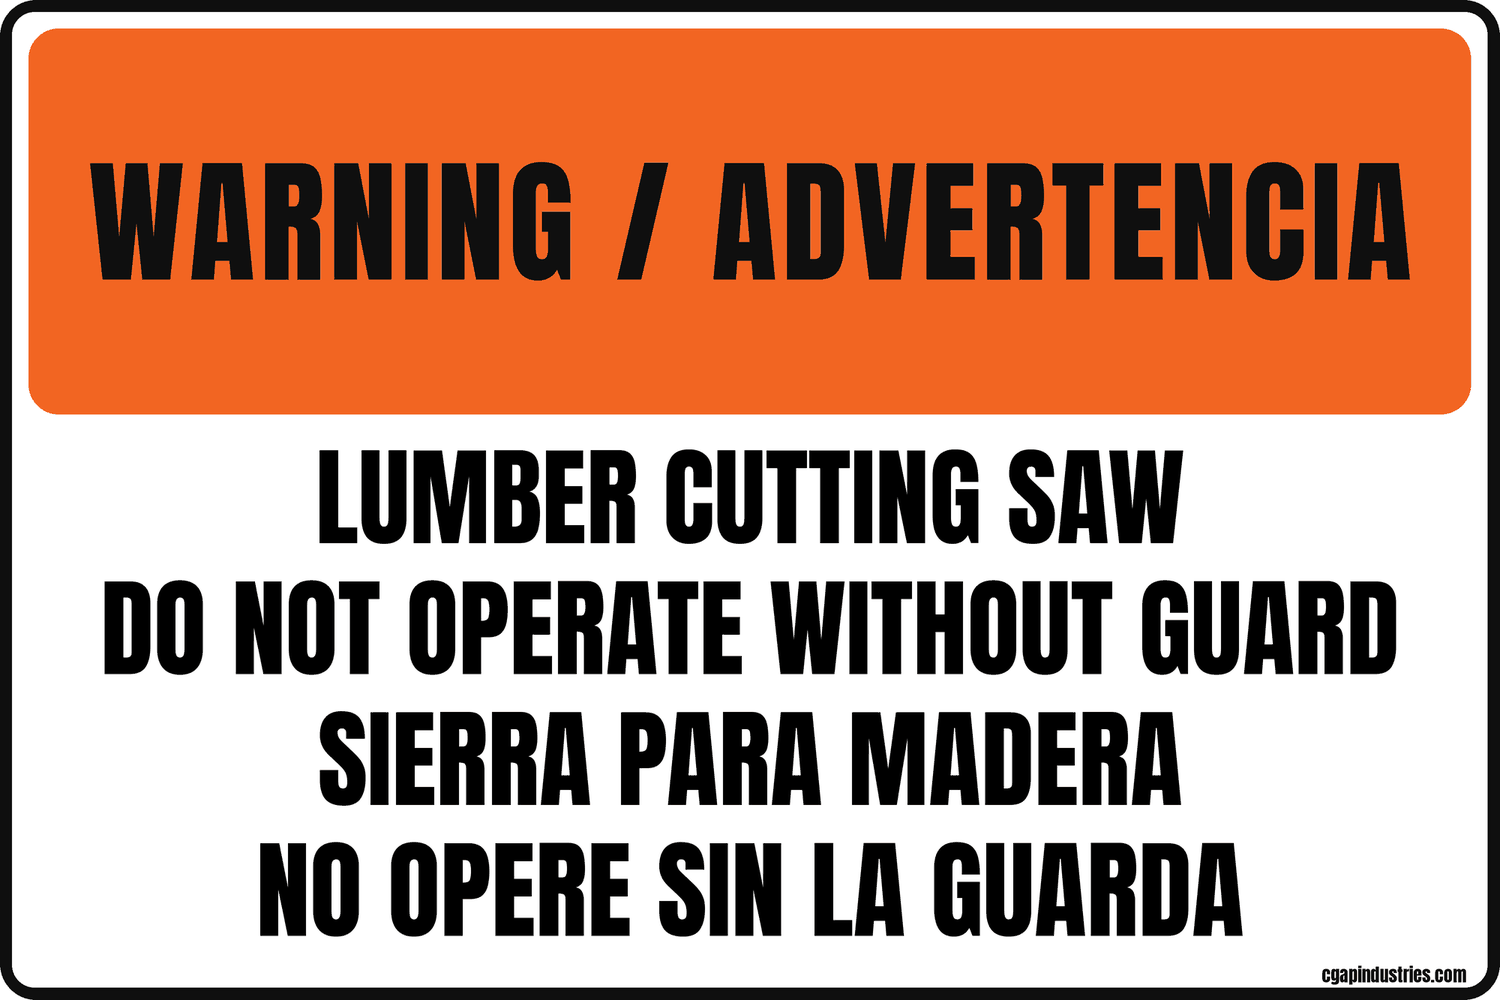 WARNING / ADVERTENCIA
LUMBER CUTTING SAW
DO NOT OPERATE WITHOUT GUARD
SIERRA PARA MADERA
NO OPERE SIN LA GUARDA
cgapindustries.com